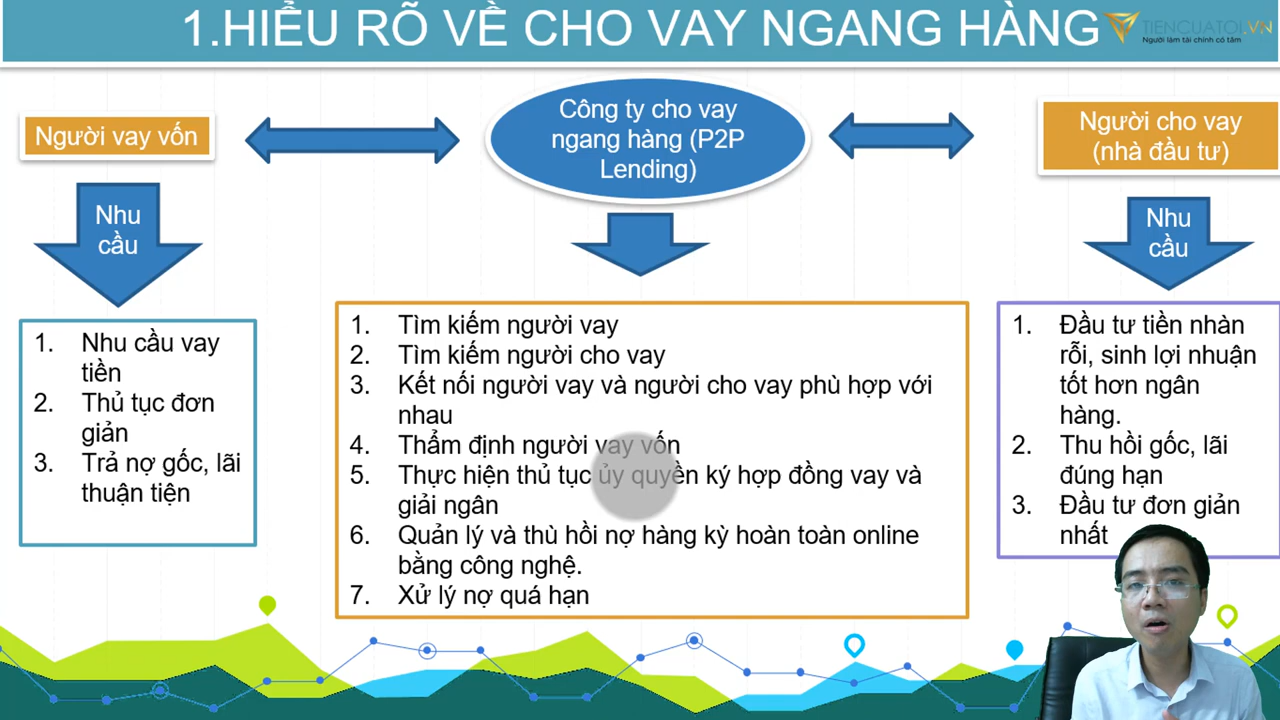 1.HIỂU RÕ VỀ CHO VAY NGANG HÀNG
TIENCUATOI.VN
Người làm tài chính có tâm
Người vay vốn
Công ty cho vay
ngang hàng (P2P
Lending)
Người cho vay
(nhà đầu tư)
Nhu
cầu
Nhu
cầu
1. Nhu cầu vay
tiền
2. Thủ tục đơn
giản
3. Trả nợ gốc, lãi
thuận tiện
1. Tìm kiếm người vay
2. Tìm kiếm người cho vay
3. Kết nối người vay và người cho vay phù hợp với
nhau
4. Thẩm định người vay vốn
5. Thực hiện thủ tục ủy quyền ký hợp đồng vay và
giải ngân
6. Quản lý và thù hồi nợ hàng kỳ hoàn toàn online
bằng công nghệ.
7. Xử lý nợ quá hạn
1. Đầu tư tiền nhàn
rỗi, sinh lợi nhuận
tốt hơn ngân
hàng.
2. Thu hồi gốc, lãi
đúng hạn
3. Đầu tư đơn giản
nhất